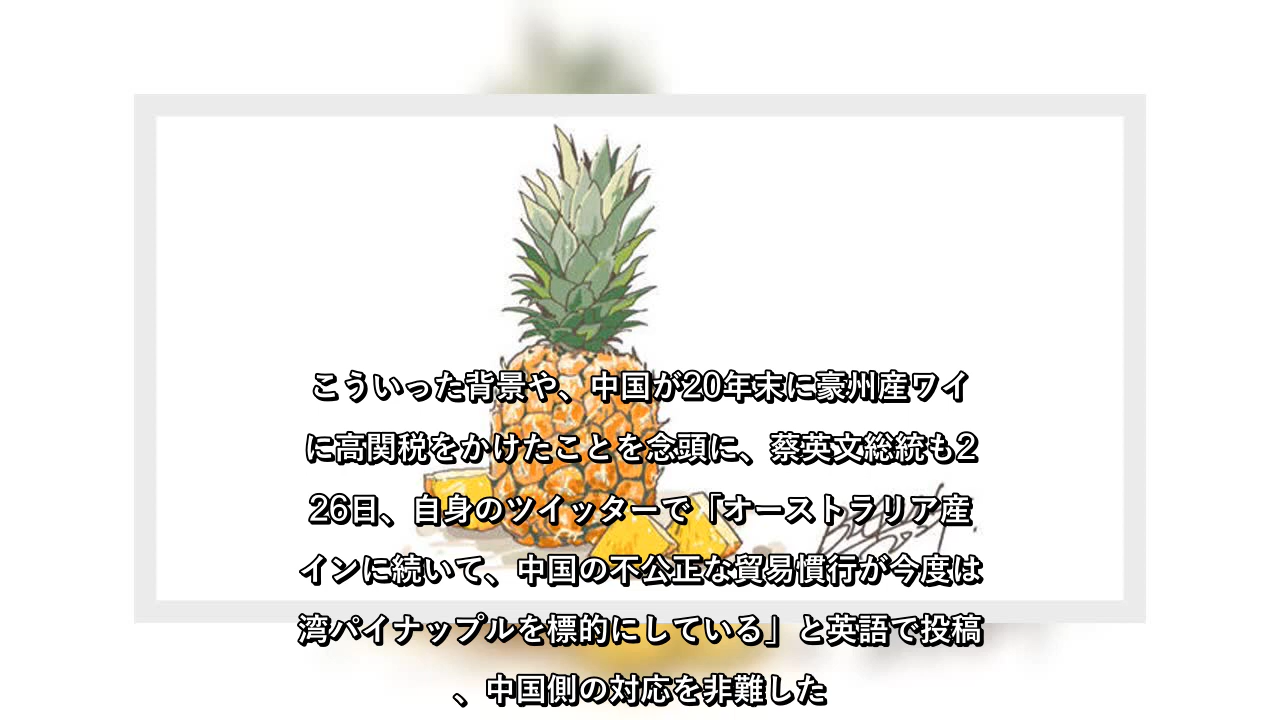 こういった背景や、中国が20年末に豪州産ワイ
に高関税をかけたことを念頭に、蔡英文総統も2
26日、自身のツイッターで「オーストラリア産
インに続いて、中国の不公正な貿易慣行が今度は
湾パイナップルを標的にしている」と英語で投稿
、中国側の対応を非難した